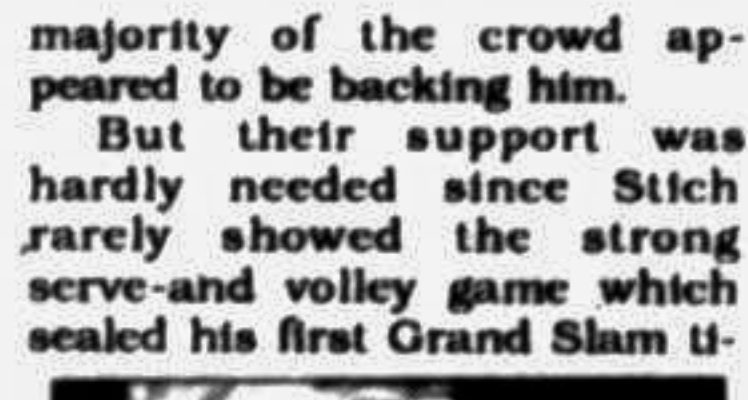 majority of the crowd ap-
peared to be backing him.
But their support was
hardly needed since Stich
rarely showed the strong
serve-and volley game which
sealed his first Grand Slam ti-